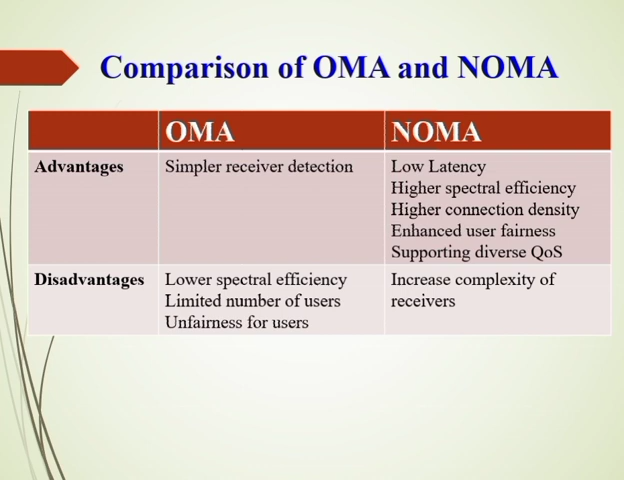 Comparison of OMA and NOMA
OMA NOMA
Advantages Simpler receiver detection Low Latency
Higher spectral efficiency
Higher connection density
Enhanced user fairness
Supporting diverse QoS
Disadvantages Lower spectral efficiency Increase complexity of
Limited number of users receivers
Unfairness for users